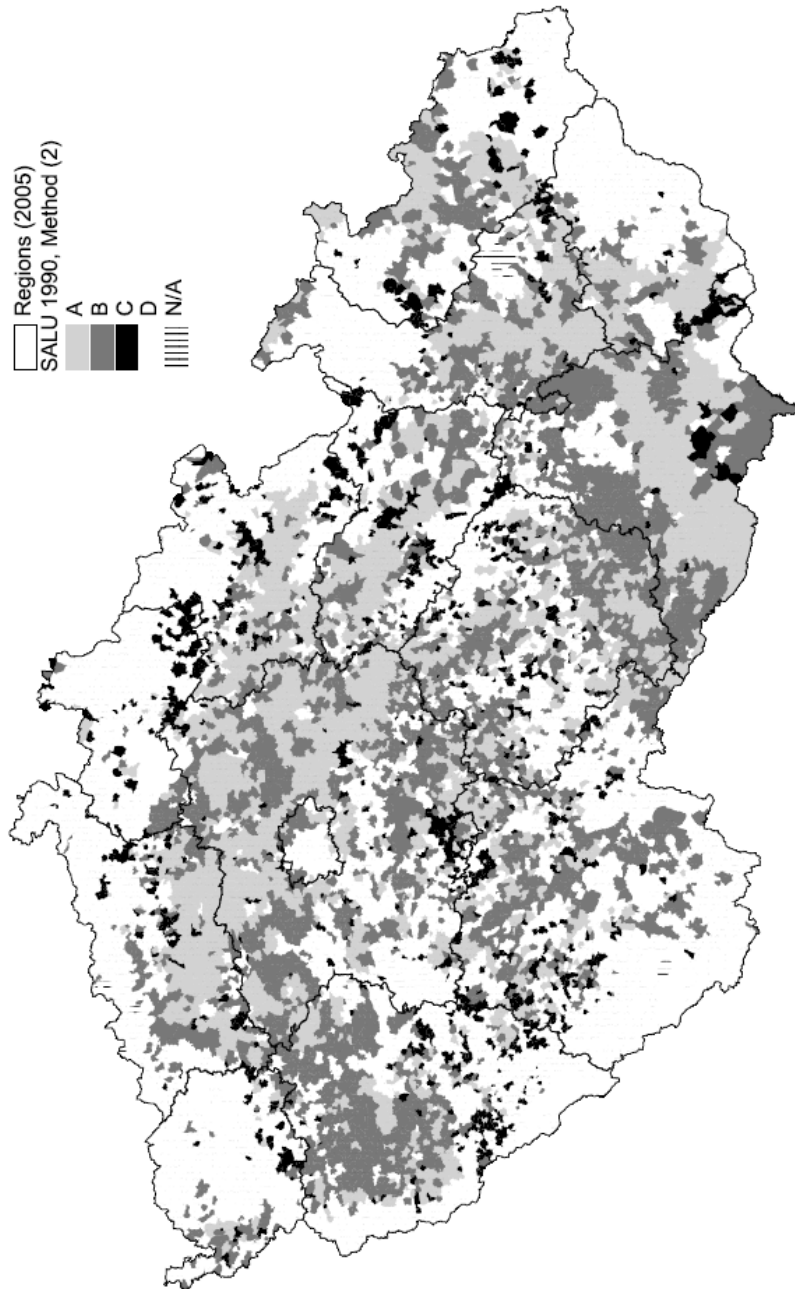 Regions (2005)
SALU 1990, Method (2)
A
B
C
D
N/A